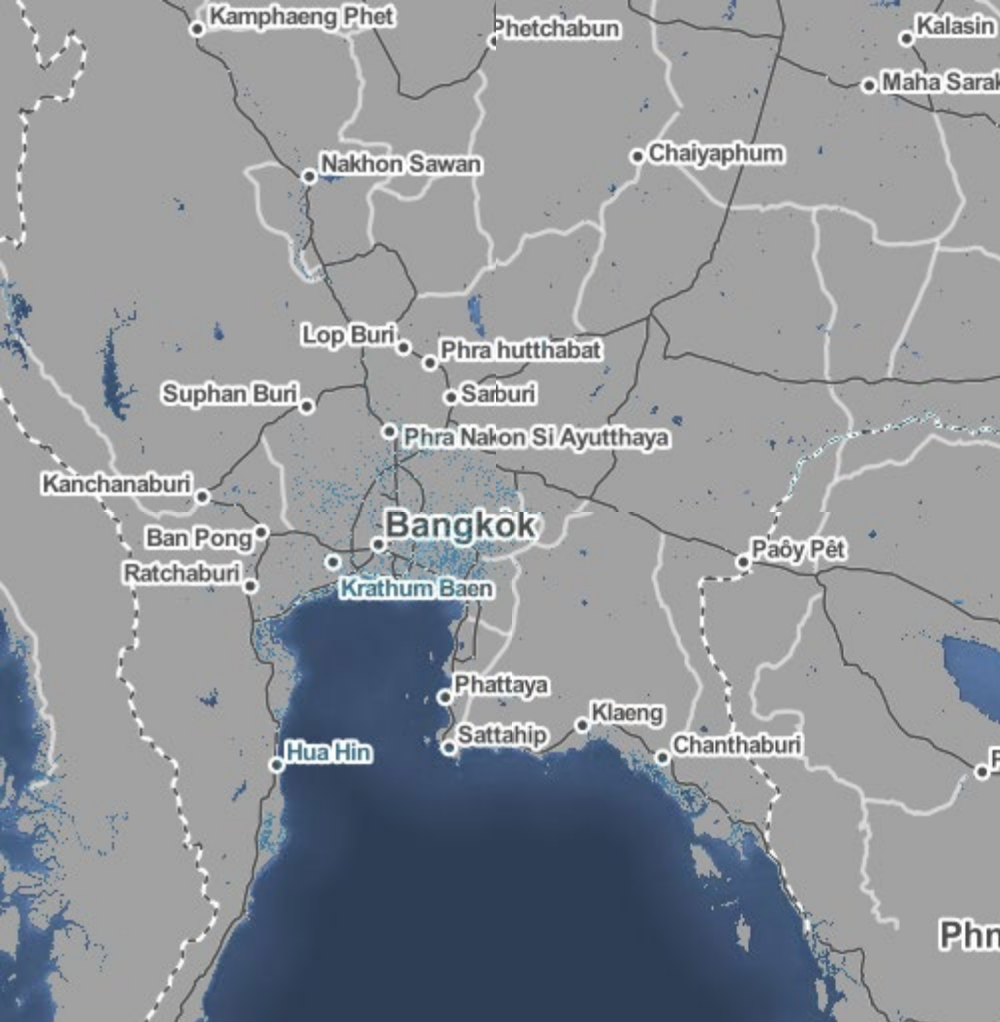 Kamphaeng Phet
Phetchabun
Kalasin
Maha Sarak
Nakhon Sawan
Chaiyaphum
Lop Buri
Phra hutthabat
Suphan Buri
Sarburi
Phra Nakon Si Ayutthaya
Kanchanaburi
Bangkok
Ban Pong
Paôy Pêt
Ratchaburi
Krathum Baen
Phattaya
Klaeng
Sattahip
Chanthaburi
Hua Hin
P
Phn